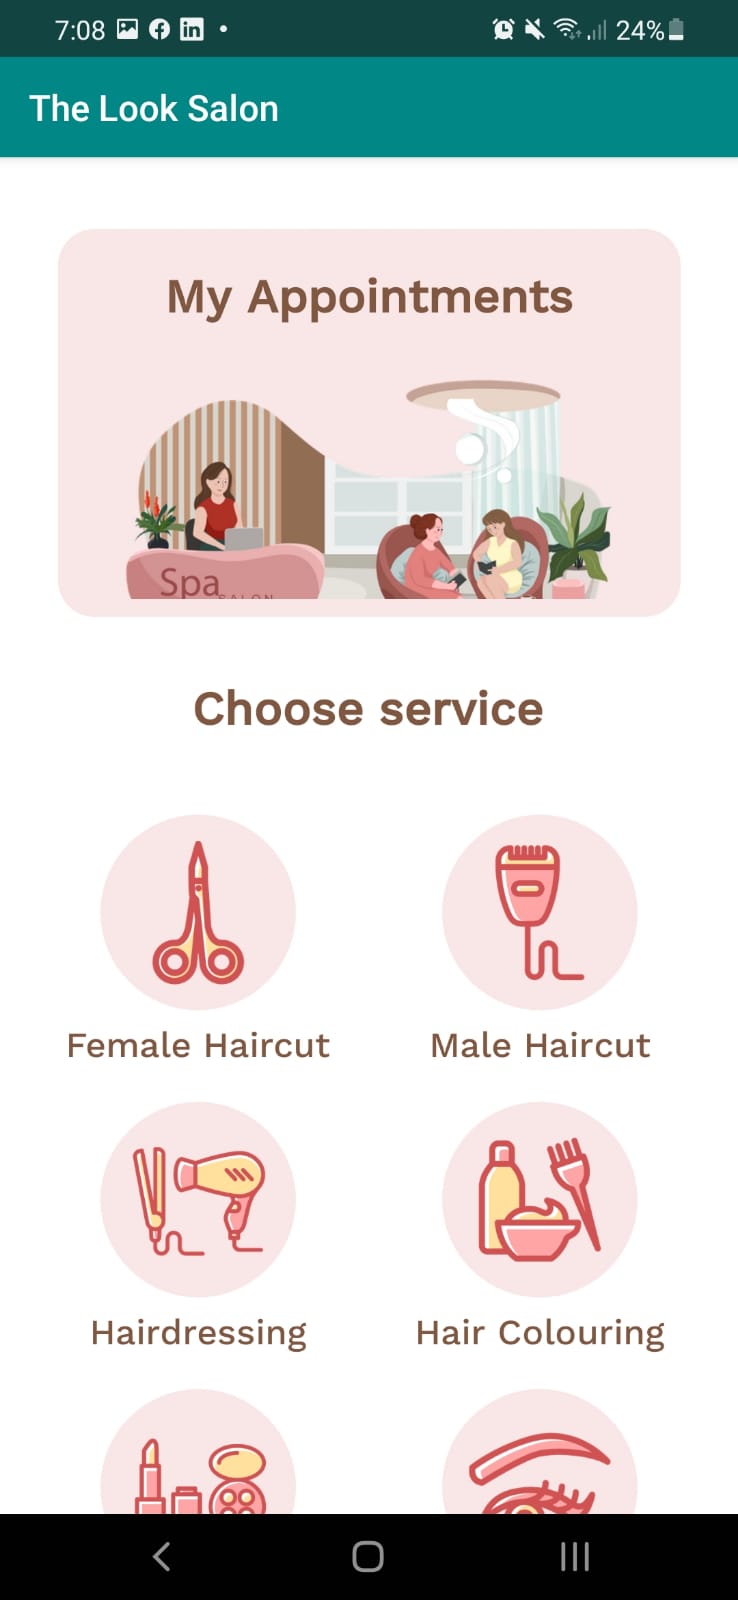 7:08 24%
The Look Salon
My Appointments
Spa
SALON
Choose service
Female Haircut
Male Haircut
Hairdressing
Hair Colouring